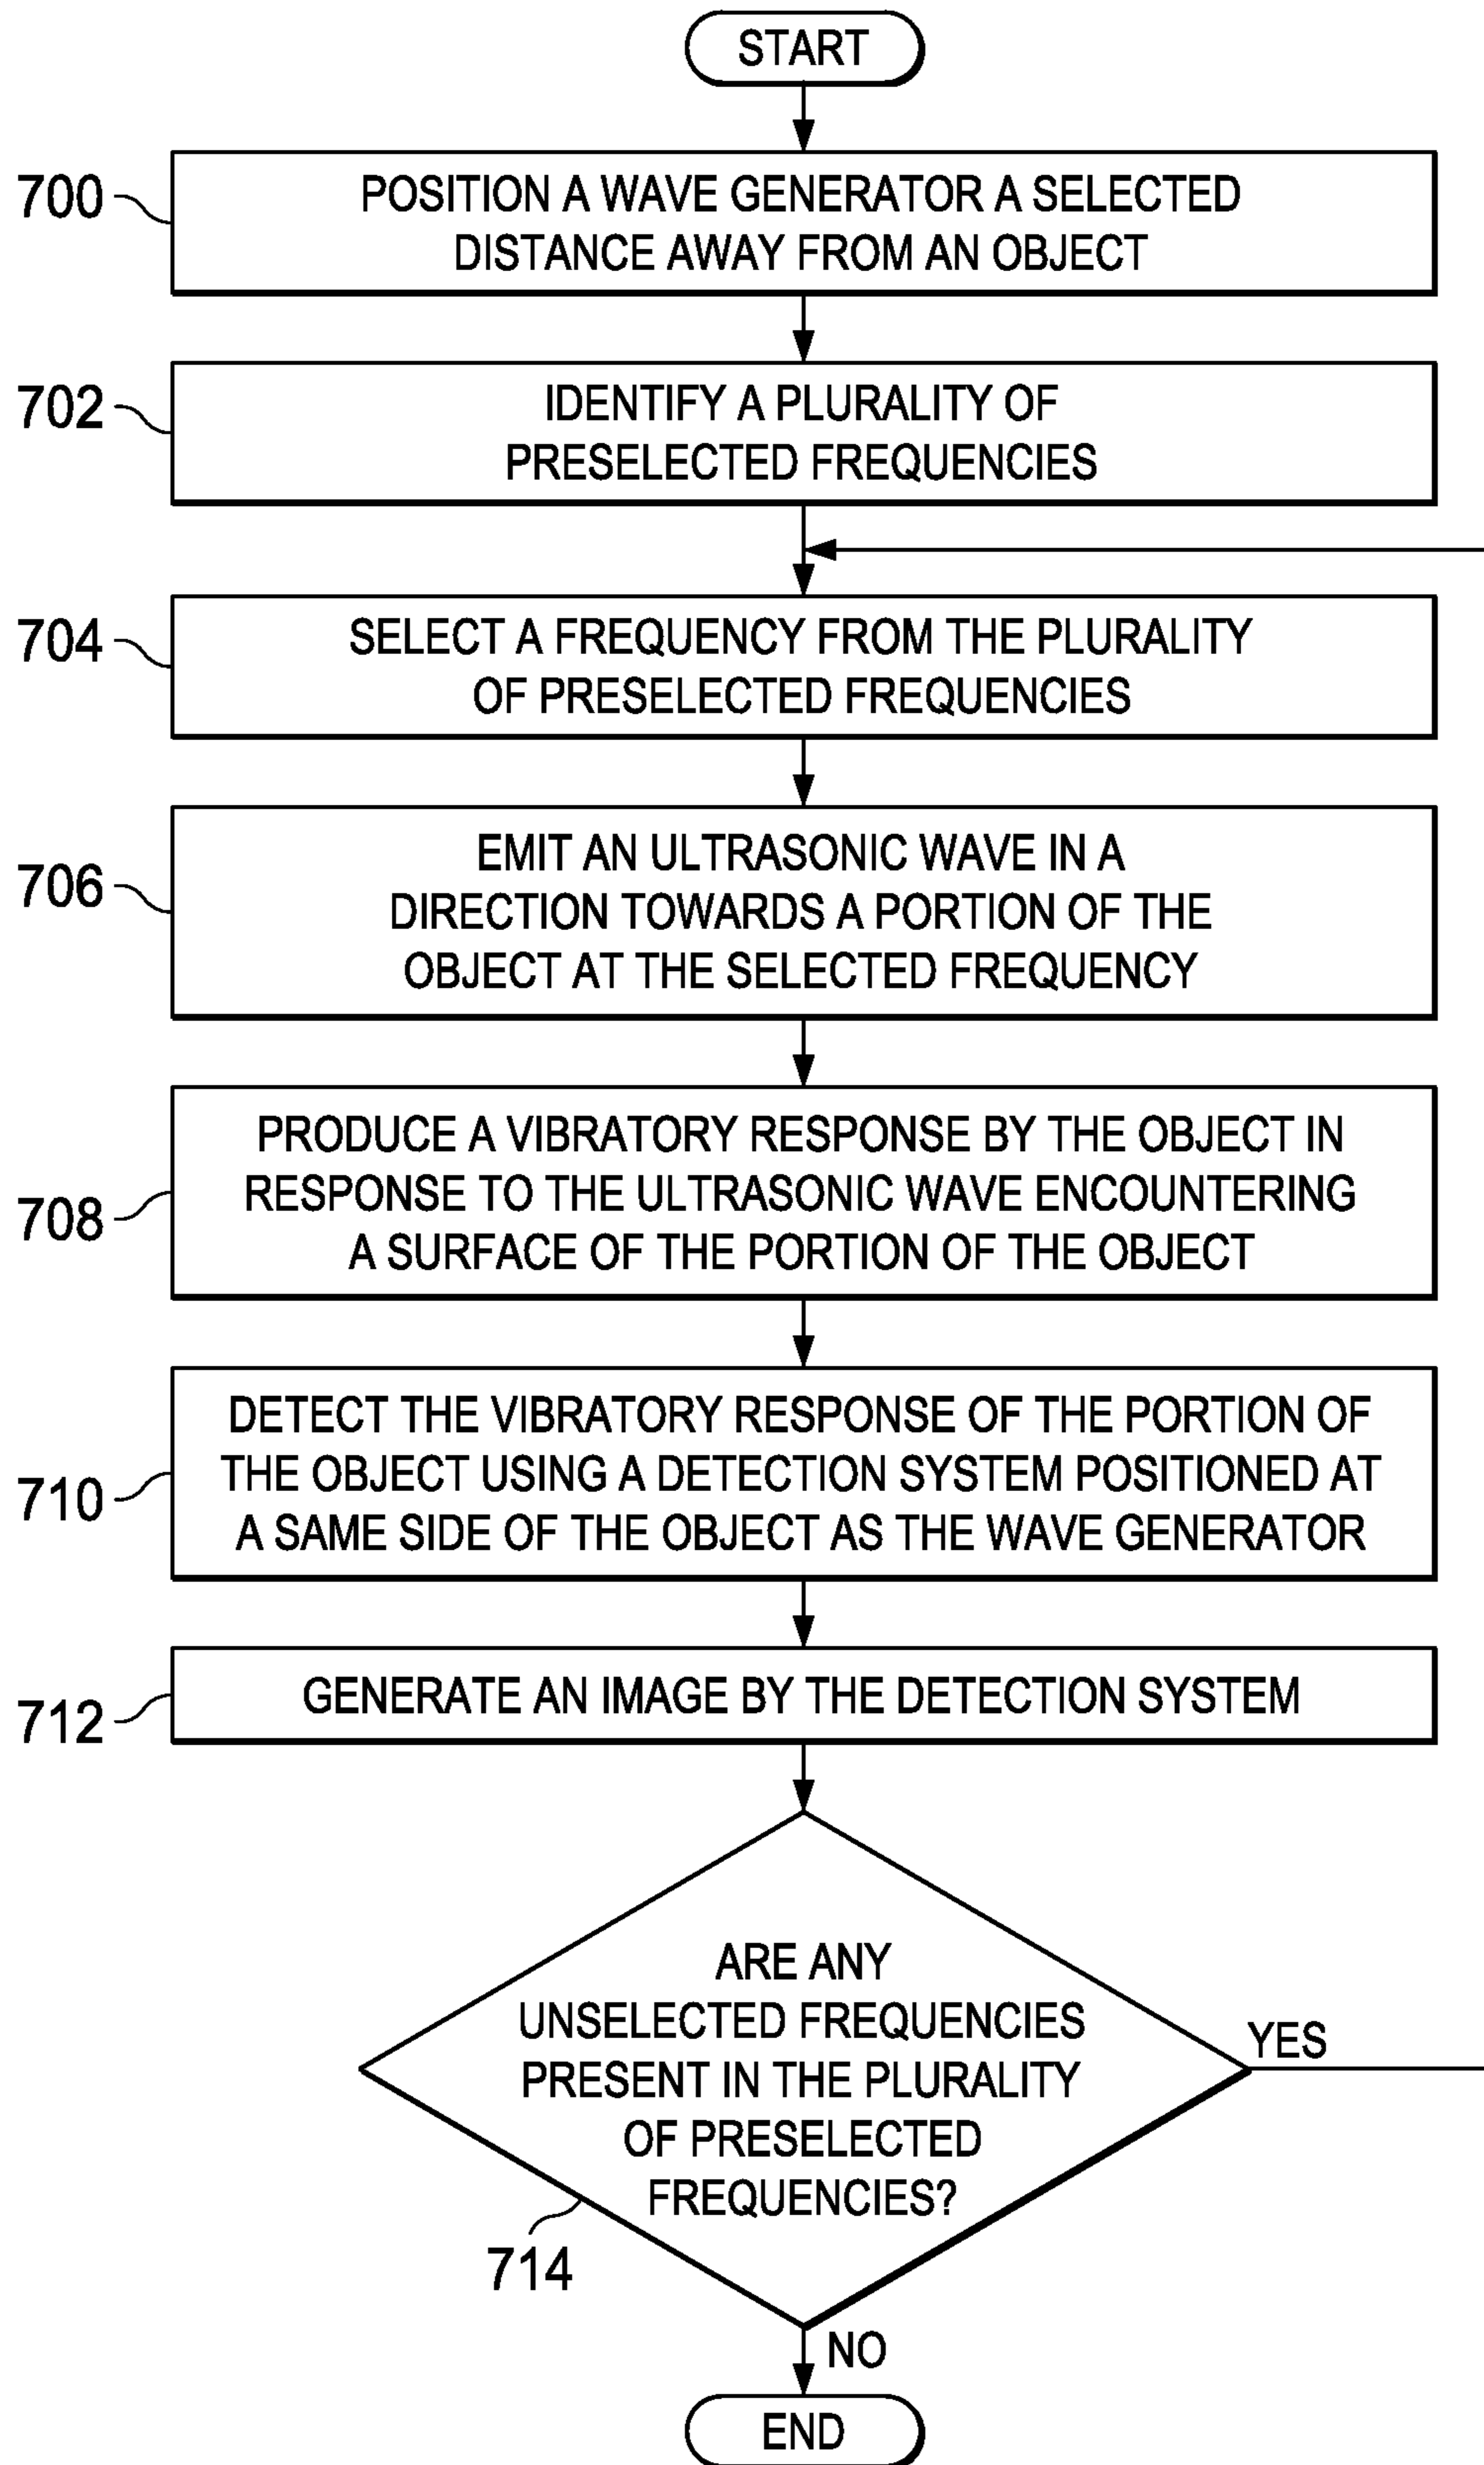 START
700
POSITION A WAVE GENERATOR A SELECTED
DISTANCE AWAY FROM AN OBJECT
702
IDENTIFY A PLURALITY OF
PRESELECTED FREQUENCIES
704
SELECT A FREQUENCY FROM THE PLURALITY
OF PRESELECTED FREQUENCIES
706
EMIT AN ULTRASONIC WAVE IN A
DIRECTION TOWARDS A PORTION OF THE
OBJECT AT THE SELECTED FREQUENCY
708
PRODUCE A VIBRATORY RESPONSE BY THE OBJECT IN
RESPONSE TO THE ULTRASONIC WAVE ENCOUNTERING
A SURFACE OF THE PORTION OF THE OBJECT
710
DETECT THE VIBRATORY RESPONSE OF THE PORTION OF
THE OBJECT USING A DETECTION SYSTEM POSITIONED AT
A SAME SIDE OF THE OBJECT AS THE WAVE GENERATOR
712
GENERATE AN IMAGE BY THE DETECTION SYSTEM
ARE ANY
UNSELECTED FREQUENCIES
PRESENT IN THE PLURALITY
OF PRESELECTED
FREQUENCIES?
YES
714
NO
END